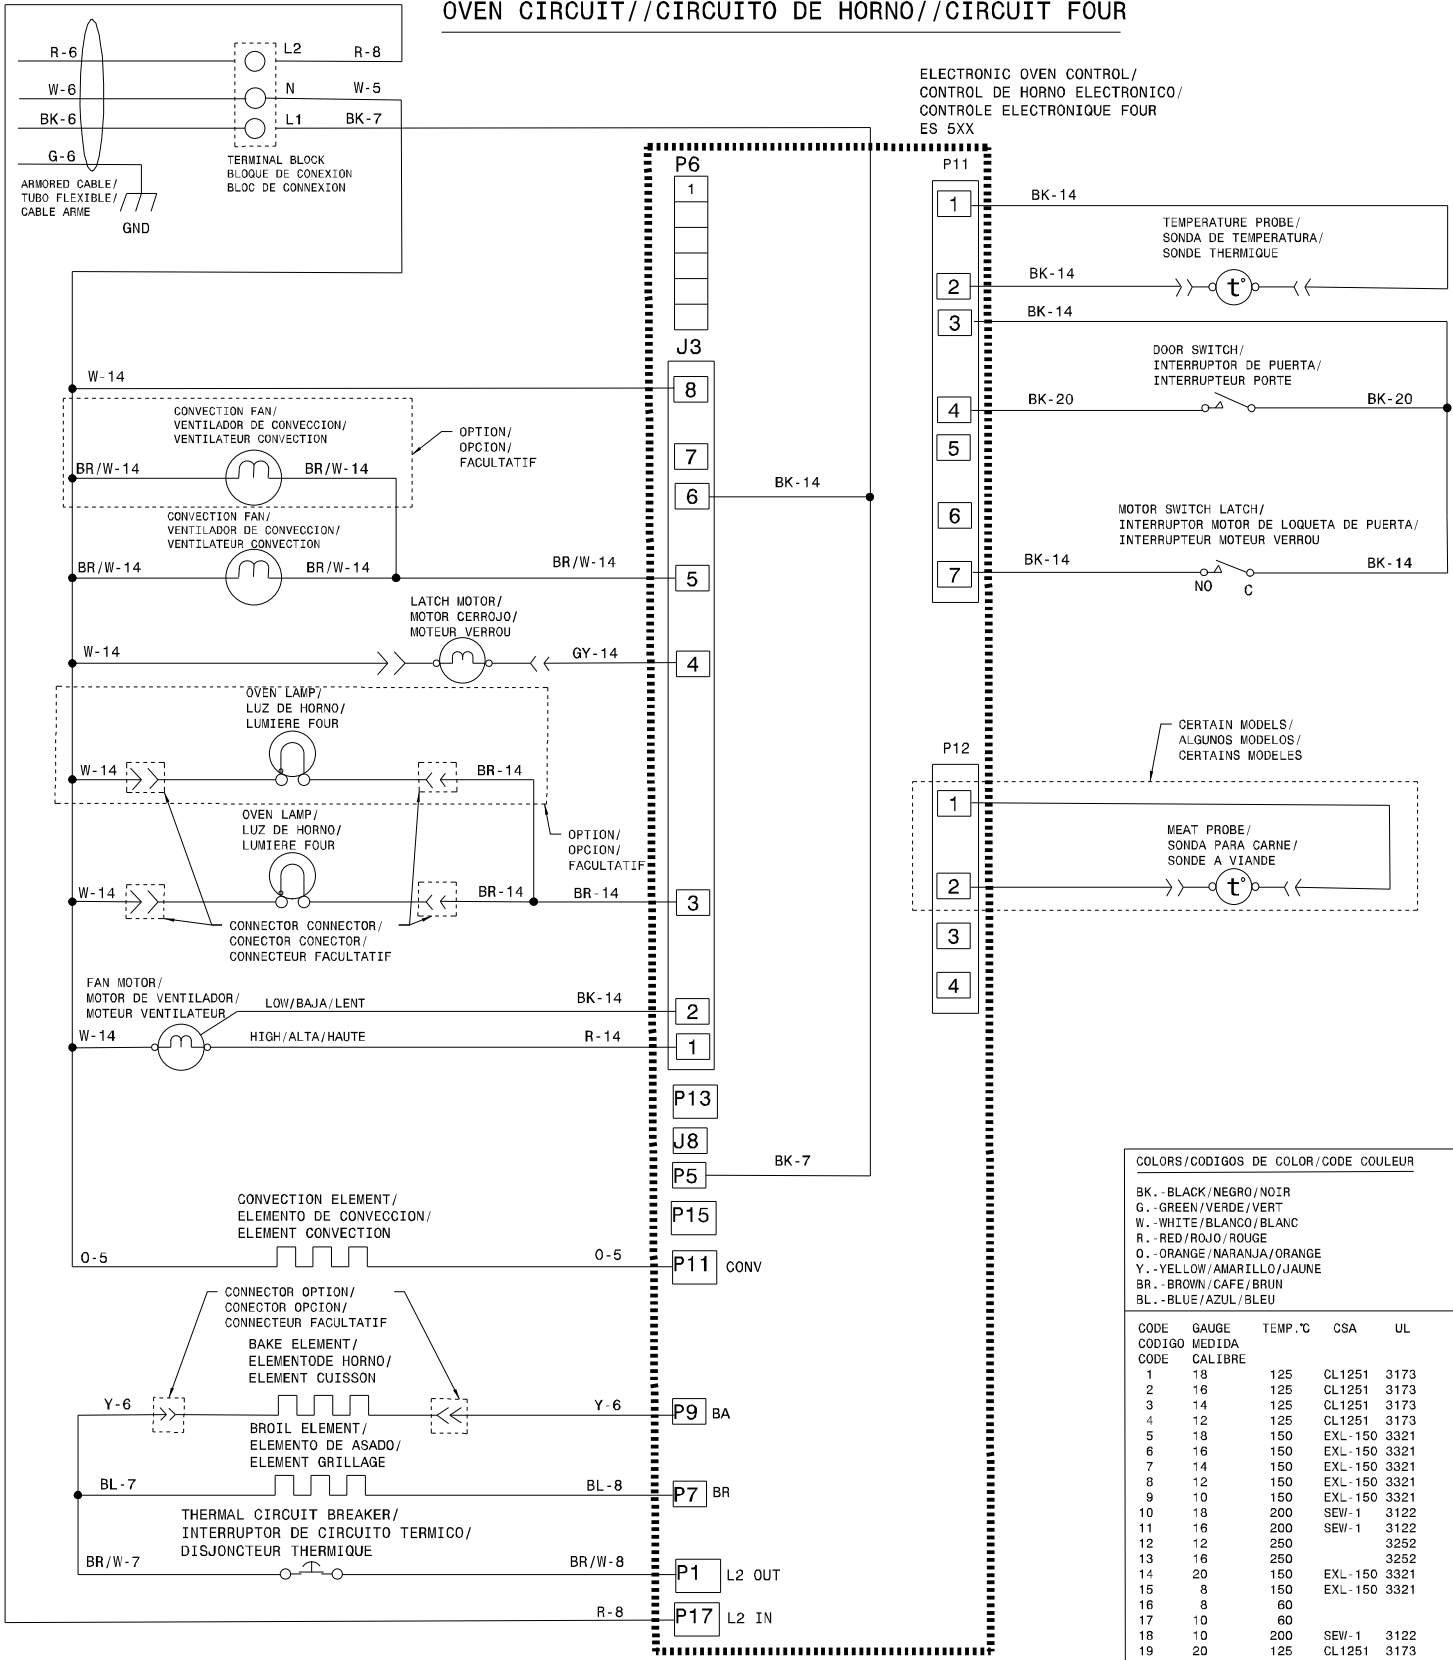 OVEN CIRCUIT//CIRCUITO DE HORNO//CIRCUIT FOUR
R-6
L2
R-8
W-6
N
W-5
BK-6
L1
BK-7
G-6
ARMORED CABLE/
TUBO FLEXIBLE/
CABLE ARME
GND
TERMINAL BLOCK
BLOQUE DE CONEXION
BLOC DE CONNEXION
ELECTRONIC OVEN CONTROL/
CONTROL DE HORNO ELECTRONICO/
CONTROLE ELECTRONIQUE FOUR
ES 5XX
P6
1
J3
W-14
8
CONVECTION FAN/
VENTILADOR DE CONVECCION/
VENTILATEUR CONVECTION
OPTION/
OPCION/
FACULTATIF
7
BR/W-14
BR/W-14
6
BK-14
CONVECTION FAN/
VENTILADOR DE CONVECCION/
VENTILATEUR CONVECTION
BR/W-14
BR/W-14
BR/W-14
5
LATCH MOTOR/
MOTOR CERROJO/
MOTEUR VERROU
W-14
GY-14
4
OVEN LAMP/
LUZ DE HORNO/
LUMIERE FOUR
W-14
BR-14
OVEN LAMP/
LUZ DE HORNO/
LUMIERE FOUR
OPTION/
OPCION/
FACULTATIF
W-14
BR-14
BR-14
3
CONNECTOR CONNECTOR/
CONECTOR CONECTOR/
CONNECTEUR FACULTATIF
FAN MOTOR/
MOTOR DE VENTILADOR/
MOTEUR VENTILATEUR
LOW/BAJA/LENT
BK-14
2
W-14
HIGH/ALTA/HAUTE
R-14
1
P13
J8
P5
BK-7
P15
CONVECTION ELEMENT/
ELEMENTO DE CONVECCION/
ELEMENT CONVECTION
O-5
O-5
P11
CONV
CONNECTOR OPTION/
CONECTOR OPCION/
CONNECTEUR FACULTATIF
BAKE ELEMENT/
ELEMENTODE HORNO/
ELEMENT CUISSON
Y-6
Y-6
P9
BA
BROIL ELEMENT/
ELEMENTO DE ASADO/
ELEMENT GRILLAGE
BL-7
BL-8
P7
BR
THERMAL CIRCUIT BREAKER/
INTERRUPTOR DE CIRCUITO TERMICO/
DISJONCTEUR THERMIQUE
BR/W-7
BR/W-8
P1
L2 OUT
R-8
P17
L2 IN
P11
1
BK-14
TEMPERATURE PROBE/
SONDA DE TEMPERATURA/
SONDE THERMIQUE
2
BK-14
t°
3
BK-14
DOOR SWITCH/
INTERRUPTOR DE PUERTA/
INTERRUPTEUR PORTE
4
BK-20
BK-20
5
6
MOTOR SWITCH LATCH/
INTERRUPTOR MOTOR DE LOQUETA DE PUERTA/
INTERRUPTEUR MOTEUR VERROU
7
BK-14
NO
C
BK-14
CERTAIN MODELS/
ALGUNOS MODELOS/
CERTAINS MODELES
P12
1
MEAT PROBE/
SONDA PARA CARNE/
SONDE A VIANDE
2
t°
3
4
COLORS/CODIGOS DE COLOR/CODE COULEUR
BK.-BLACK/NEGRO/NOIR
G.-GREEN/VERDE/VERT
W.-WHITE/BLANCO/BLANC
R.-RED/ROJO/ROUGE
O.-ORANGE/NARANJA/ORANGE
Y.-YELLOW/AMARILLO/JAUNE
BR.-BROWN/CAFE/BRUN
BL.-BLUE/AZUL/BLEU
CODE GAUGE TEMP.℃ CSA UL
CODIGO MEDIDA
CODE CALIBRE
1 18 125 CL1251 3173
2 16 125 CL1251 3173
3 14 125 CL1251 3173
4 12 125 CL1251 3173
5 18 150 EXL-150 3321
6 16 150 EXL-150 3321
7 14 150 EXL-150 3321
8 12 150 EXL-150 3321
9 10 150 EXL-150 3321
10 18 200 SEW-1 3122
11 16 200 SEW-1 3122
12 12 250 3252
13 16 250 3252
14 20 150 EXL-150 3321
15 8 150 EXL-150 3321
16 8 60
17 10 60
18 10 200 SEW-1 3122
19 20 125 CL1251 3173